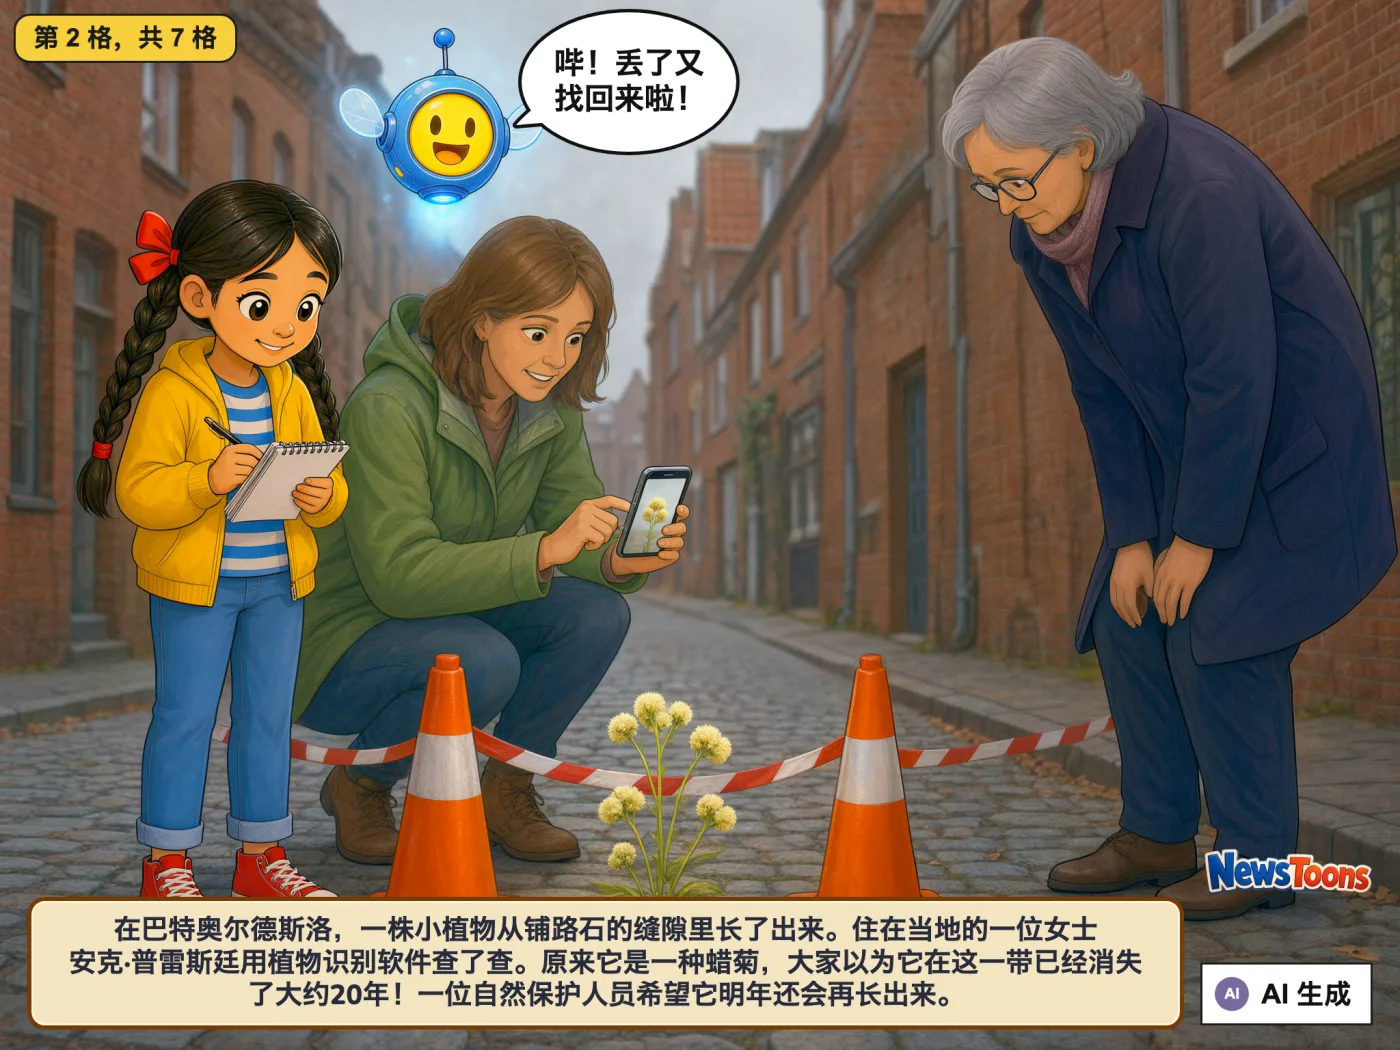 第 2 格，共 7 格
哔！丢了又
找回来啦！
在巴特奥尔德斯洛，一株小植物从铺路石的缝隙里长了出来。住在当地的一位女士
安克·普雷斯廷用植物识别软件查了查。原来它是一种蜡菊，大家以为它在这一带已经消失
了大约20年！一位自然保护人员希望它明年还会再长出来。
NewsToons
AI AI 生成